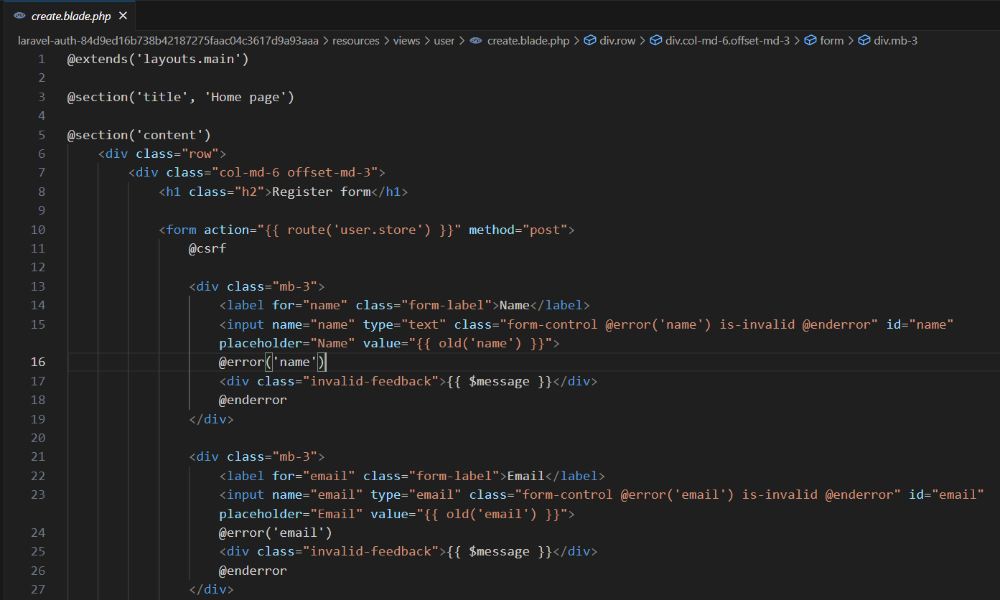 create.blade.php
laravel-auth-84d9ed16b738b42187275faac04c3617d9a93aaa > resources > views > user > create.blade.php > div.row > div.col-md-6.offset-md-3 > form > div.mb-3
1 @extends('layouts.main')
2
3 @section('title', 'Home page')
4
5 @section('content')
6 <div class="row">
7 <div class="col-md-6 offset-md-3">
8 <h1 class="h2">Register form</h1>
9
10 <form action="{{ route('user.store') }}" method="post">
11 @csrf
12
13 <div class="mb-3">
14 <label for="name" class="form-label">Name</label>
15 <input name="name" type="text" class="form-control @error('name') is-invalid @enderror" id="name"
placeholder="Name" value="{{ old('name') }}">
16 @error('name')
17 <div class="invalid-feedback">{{ $message }}</div>
18 @enderror
19 </div>
20
21 <div class="mb-3">
22 <label for="email" class="form-label">Email</label>
23 <input name="email" type="email" class="form-control @error('email') is-invalid @enderror" id="email"
placeholder="Email" value="{{ old('email') }}">
24 @error('email')
25 <div class="invalid-feedback">{{ $message }}</div>
26 @enderror
27 </div>